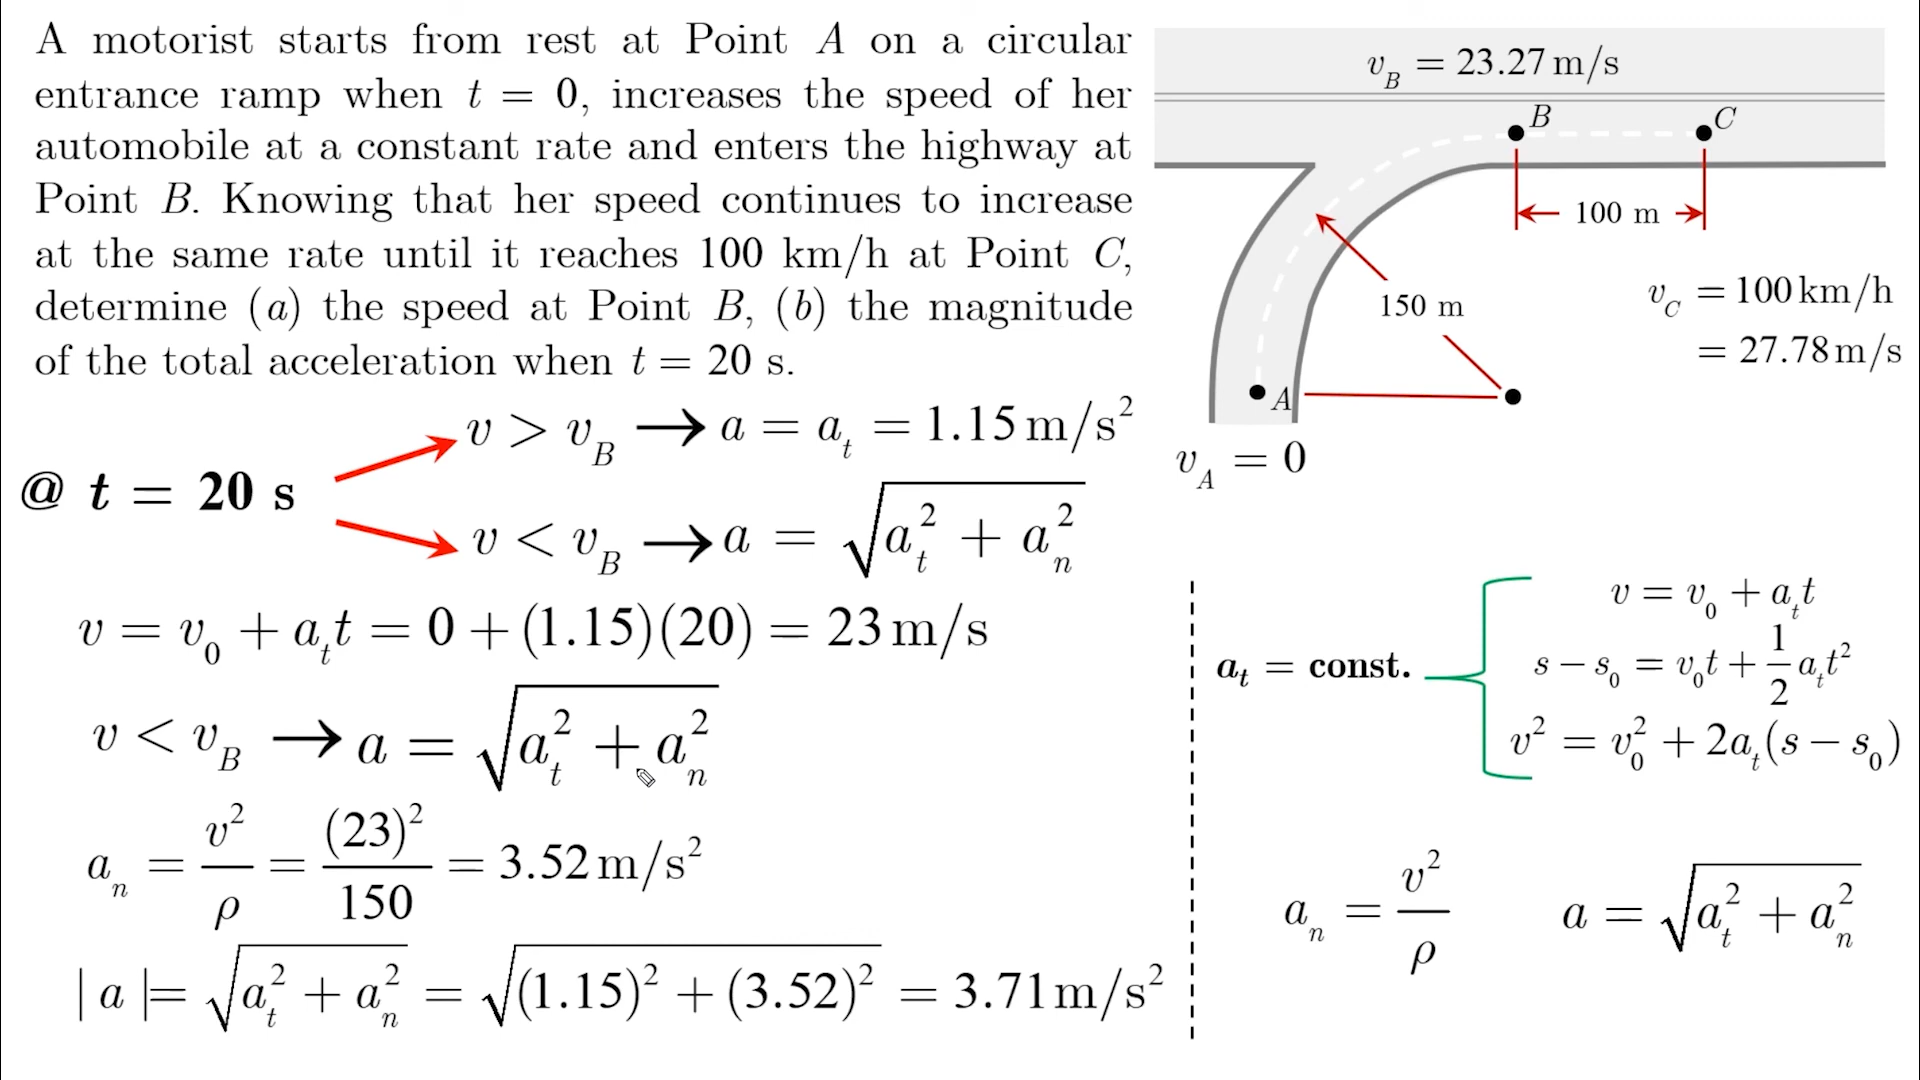 A motorist starts from rest at Point A on a circular
entrance ramp when t = 0, increases the speed of her
automobile at a constant rate and enters the highway at
Point B. Knowing that her speed continues to increase
at the same rate until it reaches 100 km/h at Point C,
determine (a) the speed at Point B, (b) the magnitude
of the total acceleration when t = 20 s.
v_B = 23.27 m/s
B
C
100 m
150 m
v_C = 100 km/h
= 27.78 m/s
A
v_A = 0
@ t = 20 s
v > v_B → a = a_t = 1.15 m/s²
v < v_B → a = √(a_t² + a_n²)
v = v_0 + a_t t = 0 + (1.15)(20) = 23 m/s
v < v_B → a = √(a_t² + a_n²)
a_n = v²/ρ = (23)²/150 = 3.52 m/s²
|a| = √(a_t² + a_n²) = √((1.15)² + (3.52)²) = 3.71 m/s²
a_t = const.
v = v_0 + a_t t
s − s_0 = v_0 t + 1/2 a_t t²
v² = v_0² + 2a_t(s − s_0)
a_n = v²/ρ
a = √(a_t² + a_n²)